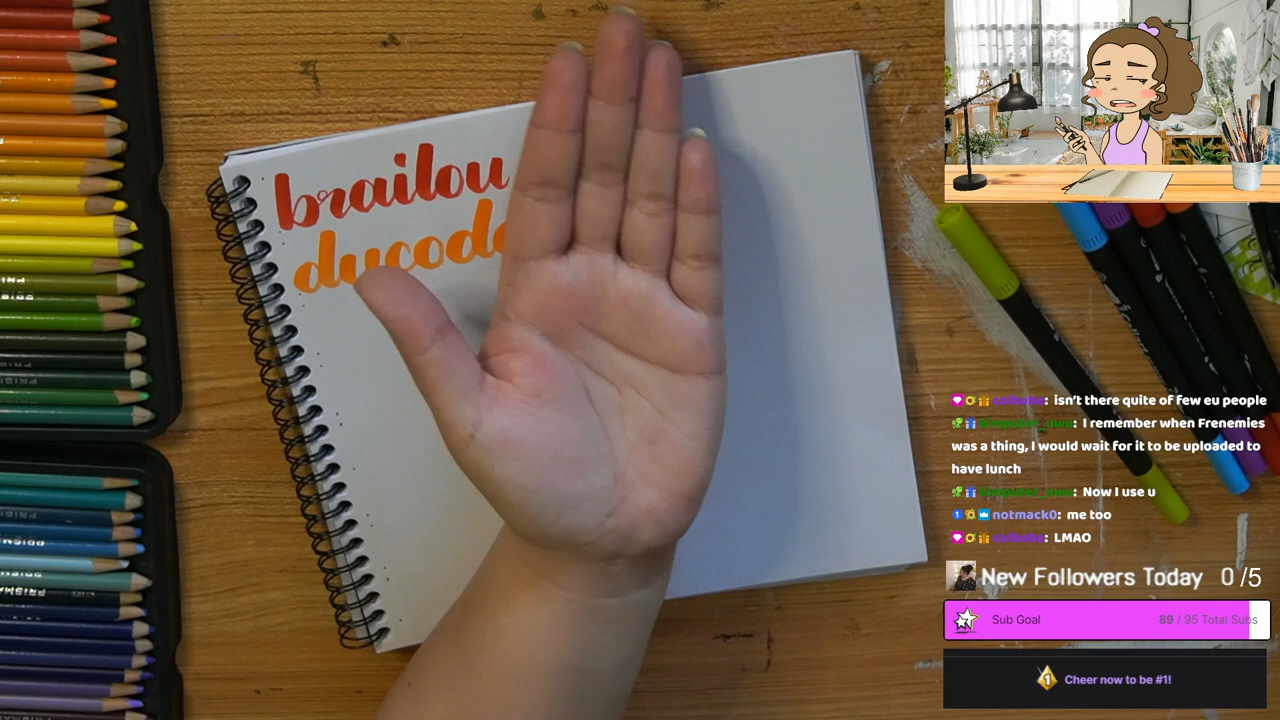 brailou
ducode
: isn't there quite of few eu people
: I remember when Frenemies
was a thing, I would wait for it to be uploaded to
have lunch
: Now I use u
1 notmack0: me too
: LMAO
New Followers Today 0 /5
Sub Goal 89 / 95 Total Subs
1 Cheer now to be #1!